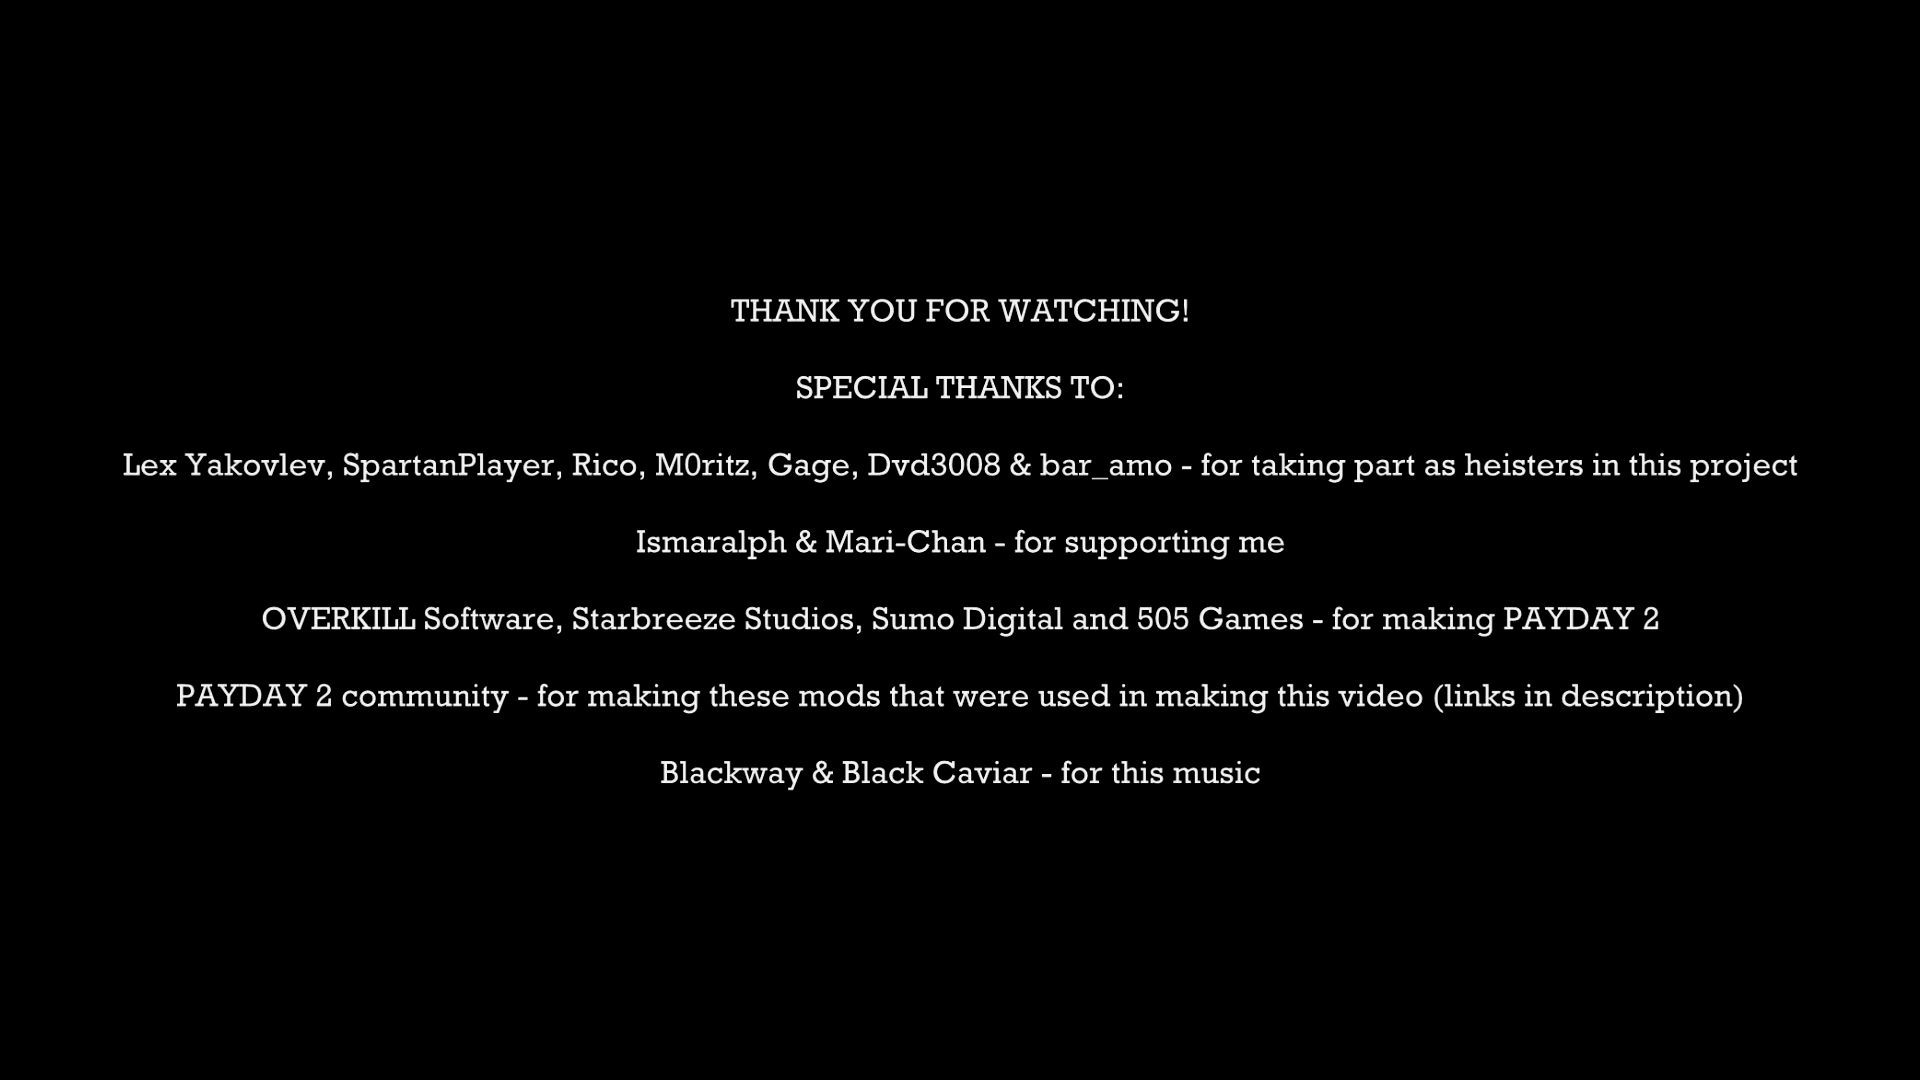 THANK YOU FOR WATCHING!
SPECIAL THANKS TO:
Lex Yakovlev, SpartanPlayer, Rico, M0ritz, Gage, Dvd3008 & bar_amo - for taking part as heisters in this project
Ismaralph & Mari-Chan - for supporting me
OVERKILL Software, Starbreeze Studios, Sumo Digital and 505 Games - for making PAYDAY 2
PAYDAY 2 community - for making these mods that were used in making this video (links in description)
Blackway & Black Caviar - for this music